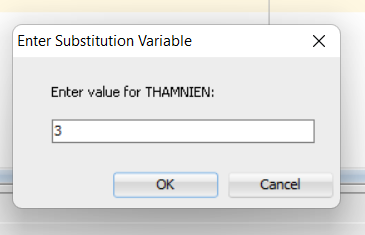 Enter Substitution Variable
Enter value for THAMNIEN:
3
OK Cancel